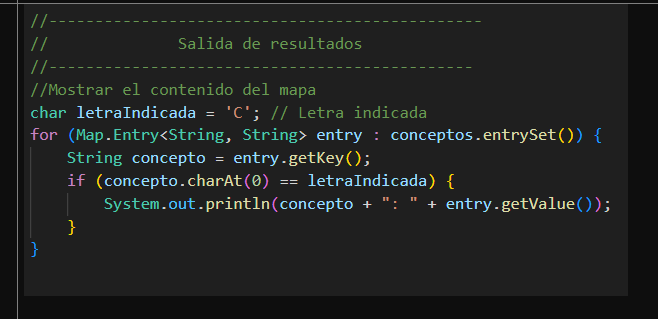 //-----------------------------------------------
//              Salida de resultados
//----------------------------------------------
//Mostrar el contenido del mapa
char letraIndicada = 'C'; // Letra indicada
for (Map.Entry<String, String> entry : conceptos.entrySet()) {
    String concepto = entry.getKey();
    if (concepto.charAt(0) == letraIndicada) {
        System.out.println(concepto + ": " + entry.getValue());
    }
}